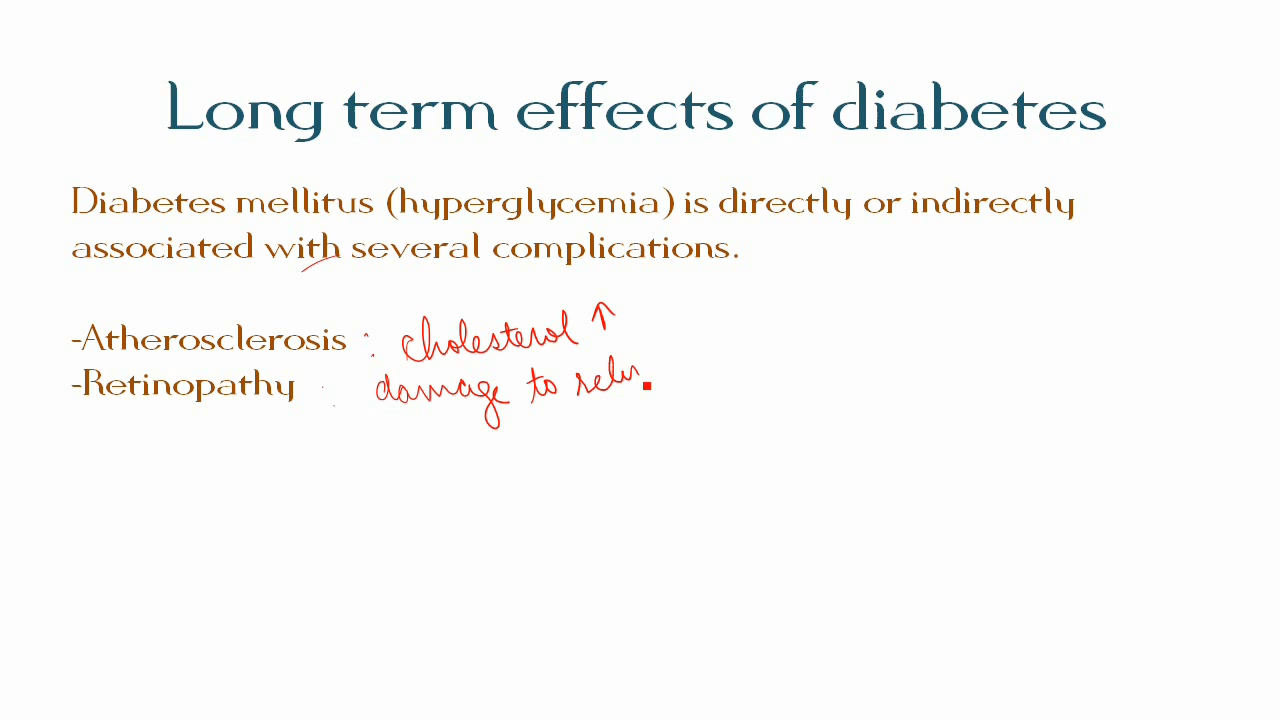 Long term effects of diabetes
Diabetes mellitus (hyperglycemia) is directly or indirectly
associated with several complications.
-Atherosclerosis : cholesterol ↑
-Retinopathy : damage to